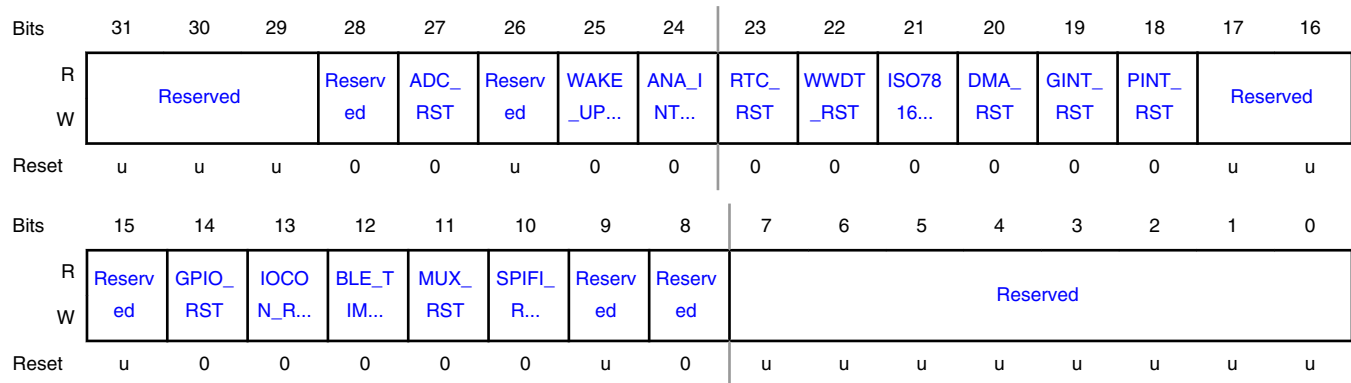 Bits 31 30 29 28 27 26 25 24 23 22 21 20 19 18 17 16
R Reserved Reserv ADC_ Reserv WAKE ANA_I RTC_ WWDT ISO78 DMA_ GINT_ PINT_ Reserved
W ed RST ed _UP... NT... RST _RST 16... RST RST RST
Reset u u u 0 0 u 0 0 0 0 0 0 0 0 u u
Bits 15 14 13 12 11 10 9 8 7 6 5 4 3 2 1 0
R Reserv GPIO_ IOCO BLE_T MUX_ SPIFI_ Reserv Reserv Reserved
W ed RST N_R... IM... RST R... ed ed
Reset u 0 0 0 0 0 u 0 u u u u u u u u